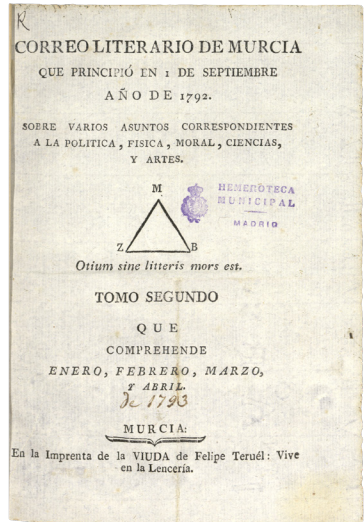 R
CORREO LITERARIO DE MURCIA
QUE PRINCIPIÓ EN 1 DE SEPTIEMBRE
AÑO DE 1792.
SOBRE VARIOS ASUNTOS CORRESPONDIENTES
A LA POLITICA, FISICA, MORAL, CIENCIAS,
Y ARTES.
M
HEMEROTECA
MUNICIPAL
MADRID
Z B
Otium sine litteris mors est.
TOMO SEGUNDO
QUE
COMPREHENDE
ENERO, FEBRERO, MARZO,
Y ABRIL.
de 1793
MURCIA:
En la Imprenta de la VIUDA de Felipe Teruél: Vive
en la Lencería.